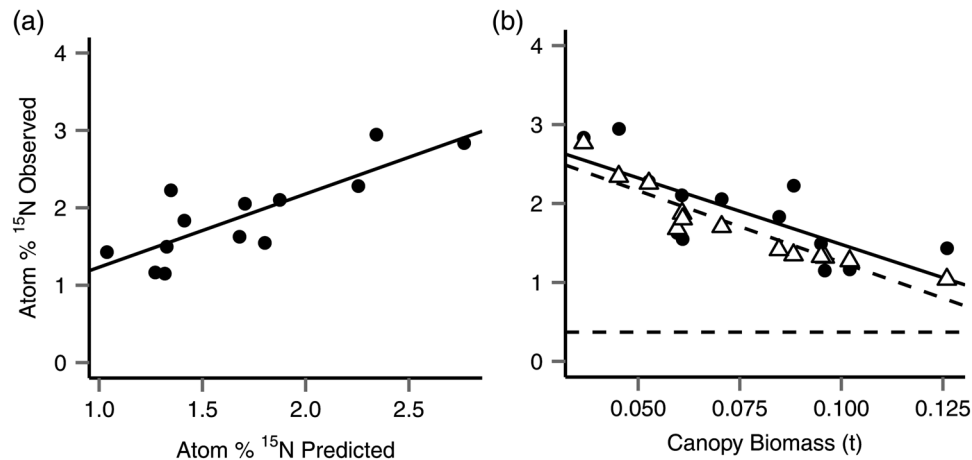 (a)
4
3
2
1
0
Atom % ¹⁵N Observed
1.0 1.5 2.0 2.5
Atom % ¹⁵N Predicted
(b)
4
3
2
1
0
0.050 0.075 0.100 0.125
Canopy Biomass (t)